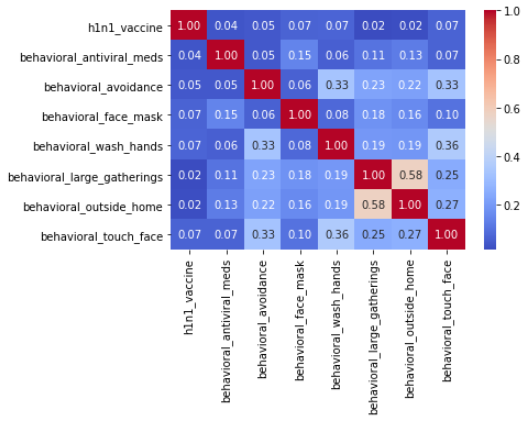 h1n1_vaccine 1.00 0.04 0.05 0.07 0.07 0.02 0.02 0.07
behavioral_antiviral_meds 0.04 1.00 0.05 0.15 0.06 0.11 0.13 0.07
behavioral_avoidance 0.05 0.05 1.00 0.06 0.33 0.23 0.22 0.33
behavioral_face_mask 0.07 0.15 0.06 1.00 0.08 0.18 0.16 0.10
behavioral_wash_hands 0.07 0.06 0.33 0.08 1.00 0.19 0.19 0.36
behavioral_large_gatherings 0.02 0.11 0.23 0.18 0.19 1.00 0.58 0.25
behavioral_outside_home 0.02 0.13 0.22 0.16 0.19 0.58 1.00 0.27
behavioral_touch_face 0.07 0.07 0.33 0.10 0.36 0.25 0.27 1.00
h1n1_vaccine
behavioral_antiviral_meds
behavioral_avoidance
behavioral_face_mask
behavioral_wash_hands
behavioral_large_gatherings
behavioral_outside_home
behavioral_touch_face
1.0
0.8
0.6
0.4
0.2